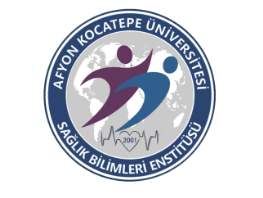 AFYON KOCATEPE ÜNİVERSİTESİ
2001
SAĞLIK BİLİMLERİ ENSTİTÜSÜ